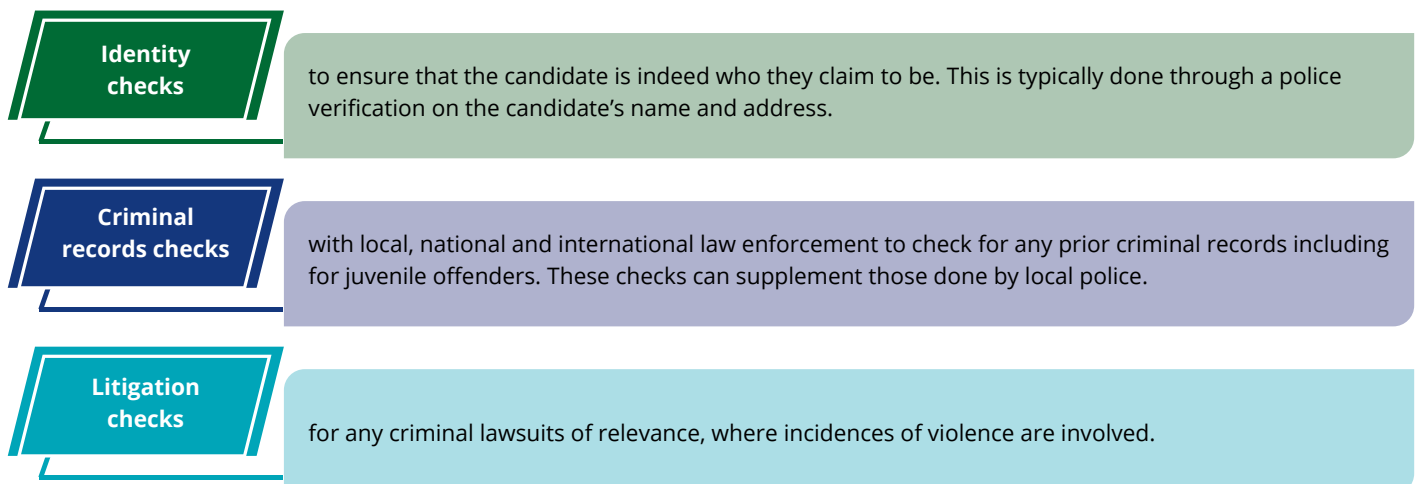 Identity
checks
to ensure that the candidate is indeed who they claim to be. This is typically done through a police
verification on the candidate’s name and address.
Criminal
records checks
with local, national and international law enforcement to check for any prior criminal records including
for juvenile offenders. These checks can supplement those done by local police.
Litigation
checks
for any criminal lawsuits of relevance, where incidences of violence are involved.